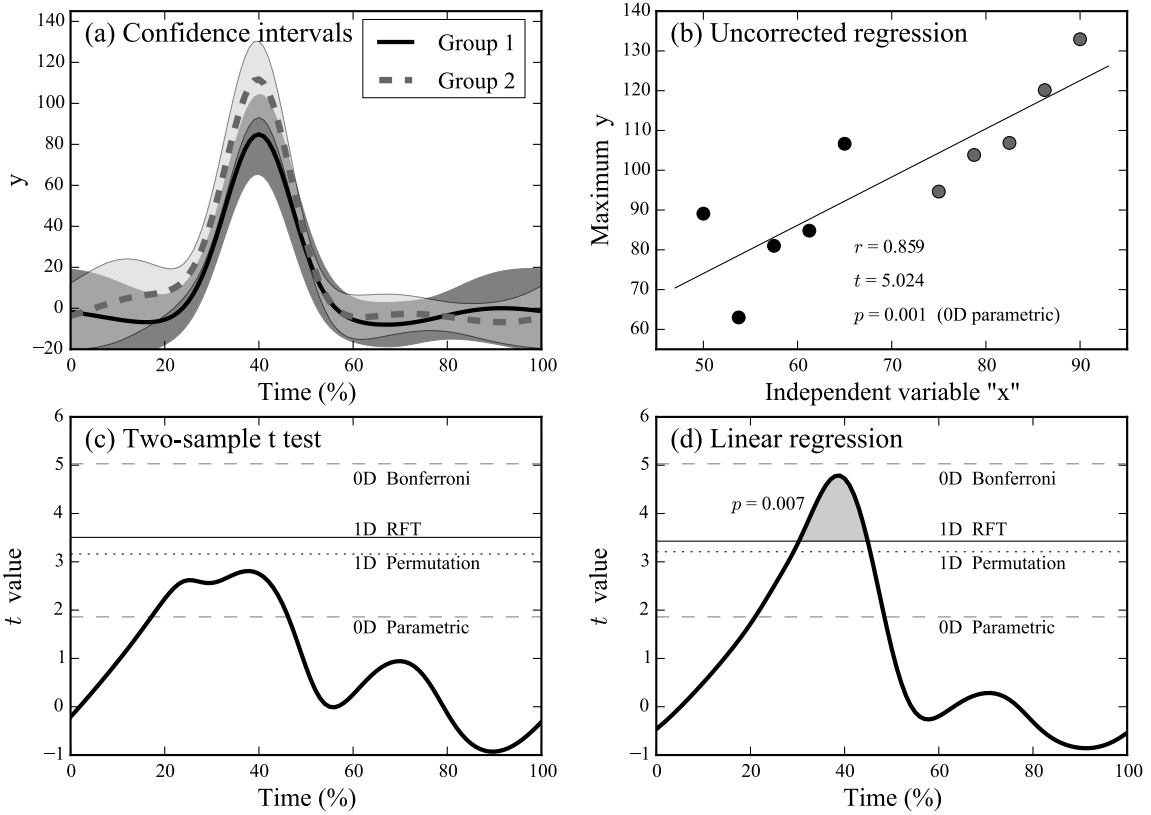 (a) Confidence intervals
Group 1
Group 2
140
120
100
80
60
40
20
0
−20
y
0
20
40
60
80
100
Time (%)
(b) Uncorrected regression
130
120
110
100
90
80
70
60
Maximum y
r = 0.859
t = 5.024
p = 0.001 (0D parametric)
50
60
70
80
90
Independent variable "x"
(c) Two-sample t test
6
5
4
3
2
1
0
−1
t value
0D Bonferroni
1D RFT
1D Permutation
0D Parametric
0
20
40
60
80
100
Time (%)
(d) Linear regression
6
5
4
3
2
1
0
−1
t value
0D Bonferroni
p = 0.007
1D RFT
1D Permutation
0D Parametric
0
20
40
60
80
100
Time (%)